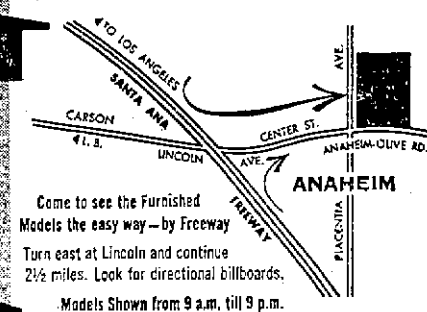 TO LOS ANGELES
SANTA ANA
FREEWAY
AVE.
CARSON
L. B.
LINCOLN
AVE.
CENTER ST.
ANAHEIM-OLIVE RD.
ANAHEIM
PLACENTIA
Come to see the Furnished
Models the easy way — by Freeway
Turn east at Lincoln and continue
2½ miles. Look for directional billboards.
Models Shown from 9 a.m. till 9 p.m.